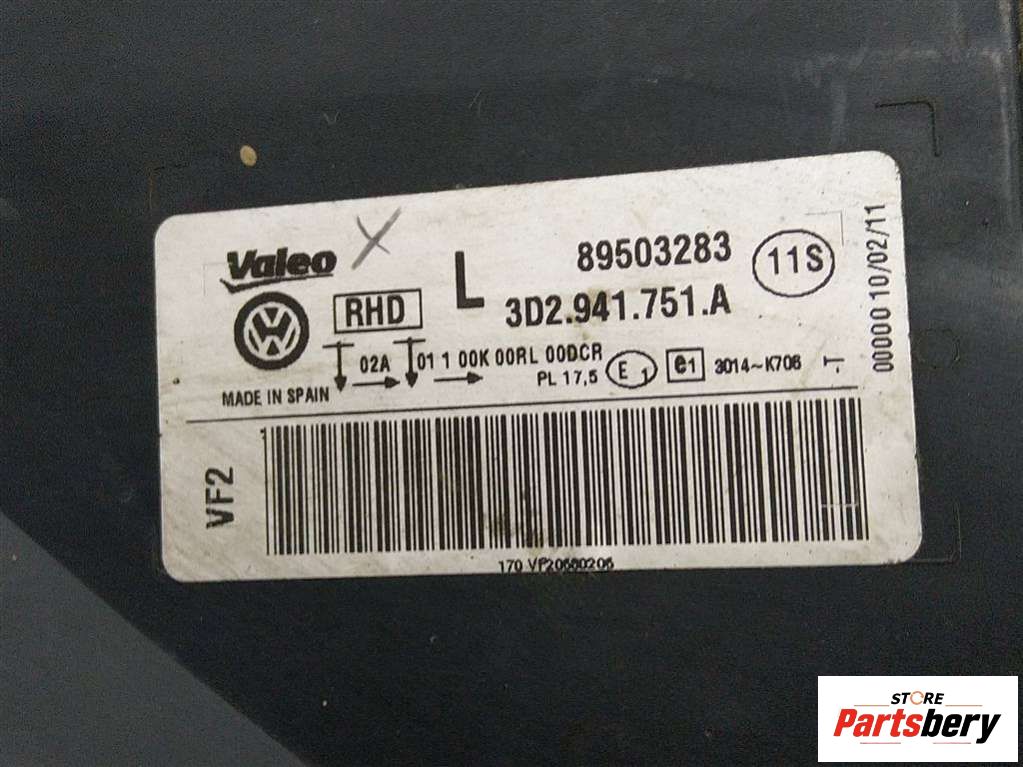 Valeo
RHD
L
89503283
3D2.941.751.A
11S
00000 10/02/11
02A
01 1 00K 00RL 00DCR
PL 17,5
E 1
e1
3014~K706
MADE IN SPAIN
VF2
170 VP20680206
STORE
Partsbery